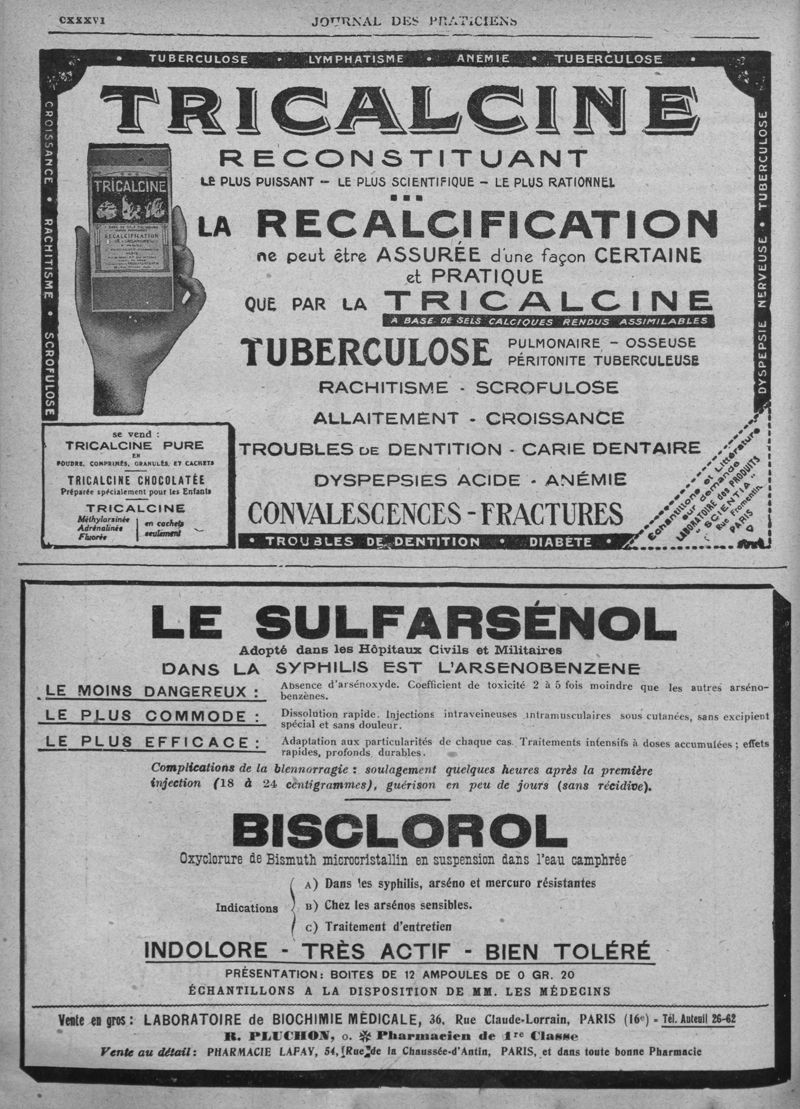 CXXXVI
JOURNAL DES PRATICIENS
TUBERCULOSE • LYMPHATISME • ANÉMIE • TUBERCULOSE
CROISSANCE • RACHITISME • SCROFULOSE
TUBERCULOSE • DYSPEPSIE NERVEUSE
TRICALCINE
RECONSTITUANT
LE PLUS PUISSANT — LE PLUS SCIENTIFIQUE — LE PLUS RATIONNEL
TRICALCINE
RECALCIFICATION
LA RECALCIFICATION
ne peut être ASSURÉE d'une façon CERTAINE
et PRATIQUE
QUE PAR LA TRICALCINE
A BASE DE SELS CALCIQUES RENDUS ASSIMILABLES
TUBERCULOSE PULMONAIRE - OSSEUSE
PÉRITONITE TUBERCULEUSE
RACHITISME - SCROFULOSE
ALLAITEMENT - CROISSANCE
TROUBLES DE DENTITION - CARIE DENTAIRE
DYSPEPSIES ACIDE - ANÉMIE
CONVALESCENCES - FRACTURES
• TROUBLES DE DENTITION • DIABÈTE •
se vend :
TRICALCINE PURE
EN
POUDRE, COMPRIMÉS, GRANULÉS, ET CACHETS
TRICALCINE CHOCOLATÉE
Préparée spécialement pour les Enfants
TRICALCINE
Méthylarsinée
Adrénalinée
Fluorée
en cachets
seulement
Echantillons et Littérature
sur demande
LABORATOIRE des PRODUITS
"SCIENTIA"
Rue Fromentin
PARIS
LE SULFARSÉNOL
Adopté dans les Hôpitaux Civils et Militaires
DANS LA SYPHILIS EST L'ARSENOBENZENE
LE MOINS DANGEREUX : Absence d'arsénoxyde. Coefficient de toxicité 2 à 5 fois moindre que les autres arséno-
benzènes.
LE PLUS COMMODE : Dissolution rapide. Injections intraveineuses intramusculaires sous cutanées, sans excipient
spécial et sans douleur.
LE PLUS EFFICACE : Adaptation aux particularités de chaque cas. Traitements intensifs à doses accumulées ; effets
rapides, profonds, durables.
Complications de la blennorragie : soulagement quelques heures après la première
injection (18 à 24 centigrammes), guérison en peu de jours (sans récidive).
BISCLOROL
Oxyclorure de Bismuth microcristallin en suspension dans l'eau camphrée
Indications
A) Dans les syphilis, arséno et mercuro résistantes
B) Chez les arsénos sensibles.
C) Traitement d'entretien
INDOLORE - TRÈS ACTIF - BIEN TOLÉRÉ
PRÉSENTATION: BOITES DE 12 AMPOULES DE 0 GR. 20
ÉCHANTILLONS A LA DISPOSITION DE MM. LES MÉDECINS
Vente en gros : LABORATOIRE de BIOCHIMIE MÉDICALE, 36, Rue Claude-Lorrain, PARIS (16e) - Tél. Auteuil 26-62
R. PLUCHON, O. ✻ Pharmacien de 1re Classe
Vente au détail : PHARMACIE LAFAY, 54, Rue de la Chaussée-d'Antin, PARIS, et dans toute bonne Pharmacie